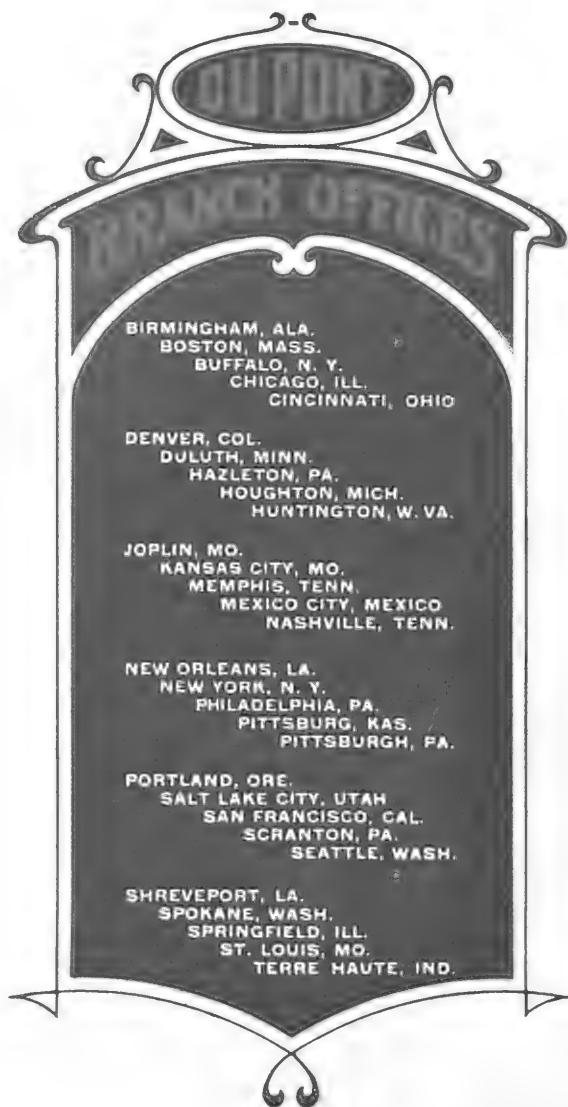 DU PONT
BRANCH OFFICES
BIRMINGHAM, ALA.
BOSTON, MASS.
BUFFALO, N. Y.
CHICAGO, ILL.
CINCINNATI, OHIO
DENVER, COL.
DULUTH, MINN.
HAZLETON, PA.
HOUGHTON, MICH.
HUNTINGTON, W. VA.
JOPLIN, MO.
KANSAS CITY, MO.
MEMPHIS, TENN.
MEXICO CITY, MEXICO
NASHVILLE, TENN.
NEW ORLEANS, LA.
NEW YORK, N. Y.
PHILADELPHIA, PA.
PITTSBURG, KAS.
PITTSBURGH, PA.
PORTLAND, ORE.
SALT LAKE CITY, UTAH
SAN FRANCISCO, CAL.
SCRANTON, PA.
SEATTLE, WASH.
SHREVEPORT, LA.
SPOKANE, WASH.
SPRINGFIELD, ILL.
ST. LOUIS, MO.
TERRE HAUTE, IND.